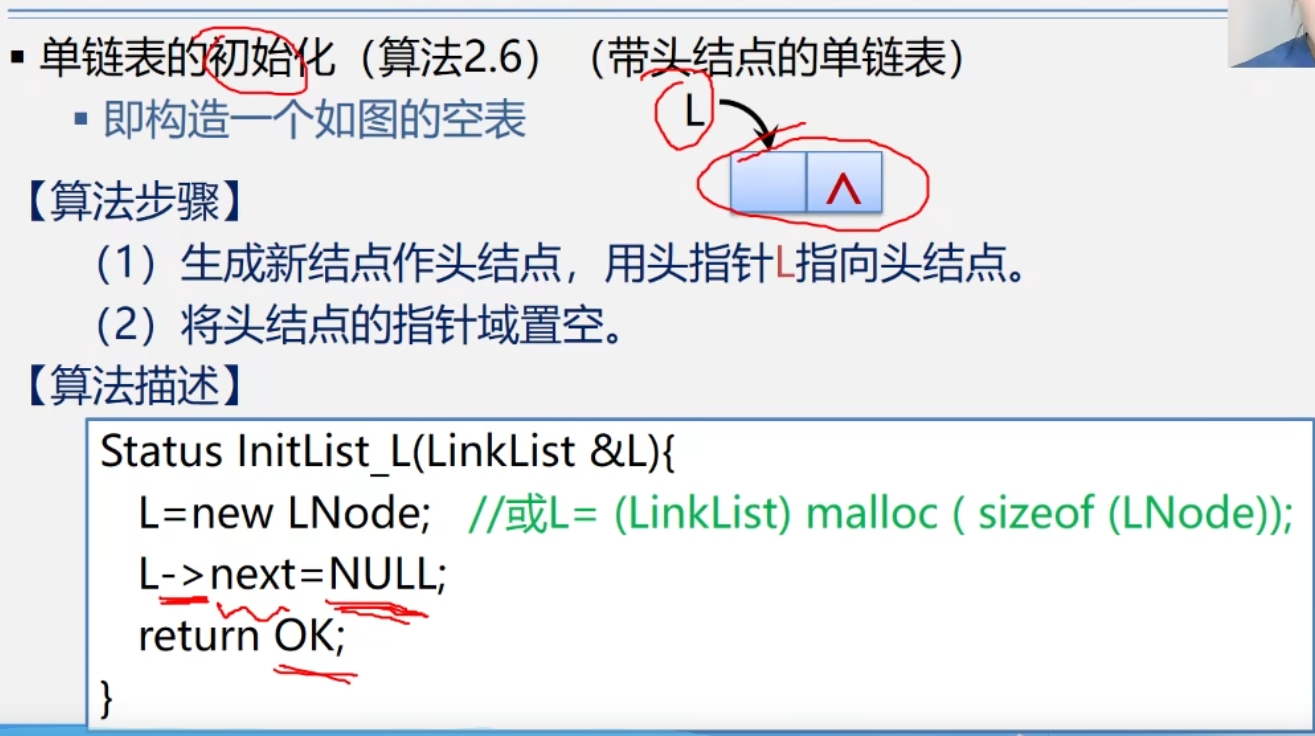 ▪ 单链表的初始化（算法2.6）（带头结点的单链表）
▪ 即构造一个如图的空表
L
∧
【算法步骤】
（1）生成新结点作头结点，用头指针L指向头结点。
（2）将头结点的指针域置空。
【算法描述】
Status InitList_L(LinkList &L){
L=new LNode; //或L= (LinkList) malloc ( sizeof (LNode));
L->next=NULL;
return OK;
}